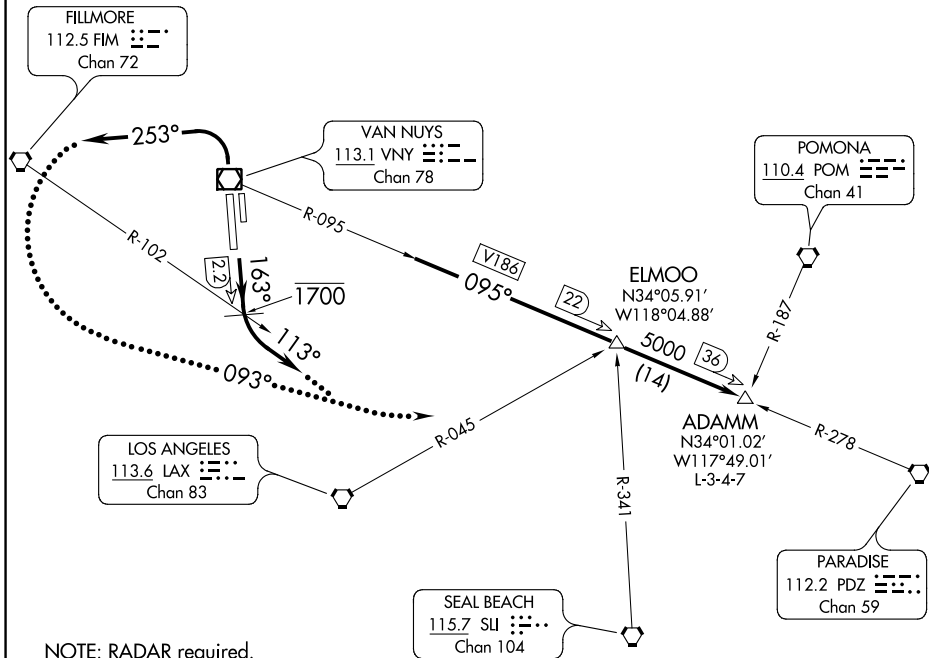 FILLMORE
112.5 FIM
Chan 72
253°
VAN NUYS
113.1 VNY
Chan 78
POMONA
110.4 POM
Chan 41
R-102
R-095
2.2
163°
1700
113°
093°
V186
095°
22
ELMOO
N34°05.91'
W118°04.88'
R-187
5000
(14)
36
ADAMM
N34°01.02'
W117°49.01'
L-3-4-7
R-278
R-045
R-341
LOS ANGELES
113.6 LAX
Chan 83
PARADISE
112.2 PDZ
Chan 59
SEAL BEACH
115.7 SLI
Chan 104
NOTE: RADAR required.